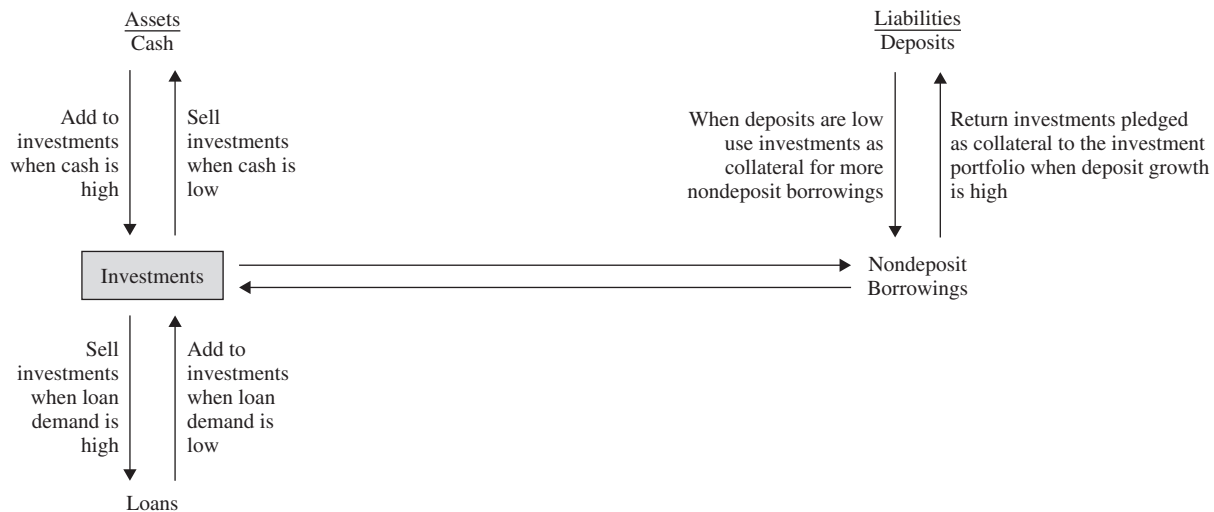 Assets
Cash
Add to
investments
when cash is
high
Sell
investments
when cash is
low
Investments
Sell
investments
when loan
demand is
high
Add to
investments
when loan
demand is
low
Loans
Liabilities
Deposits
When deposits are low
use investments as
collateral for more
nondeposit borrowings
Return investments pledged
as collateral to the investment
portfolio when deposit growth
is high
Nondeposit
Borrowings